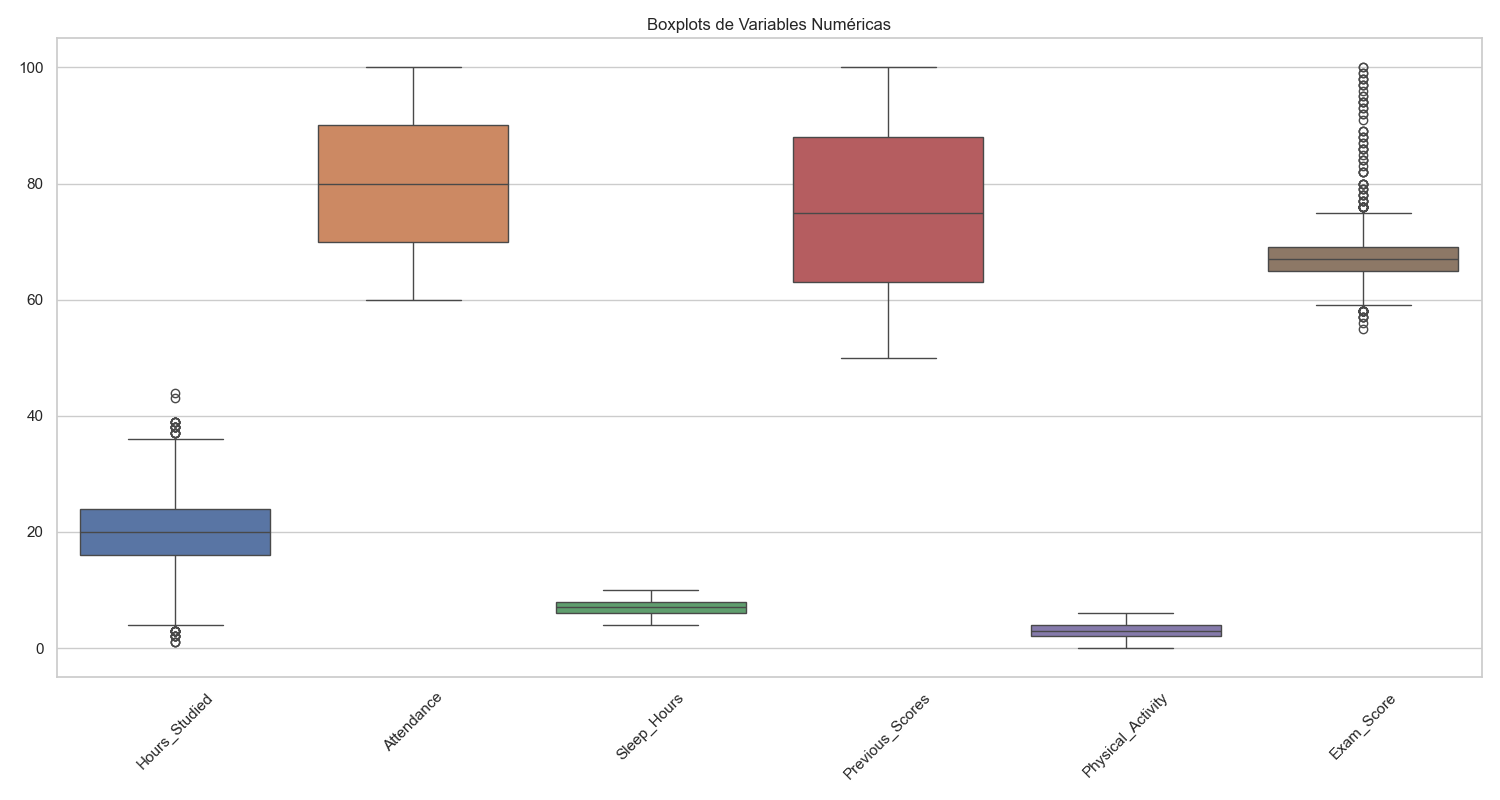 Boxplots de Variables Numéricas
100
80
60
40
20
0
Hours_Studied
Attendance
Sleep_Hours
Previous_Scores
Physical_Activity
Exam_Score